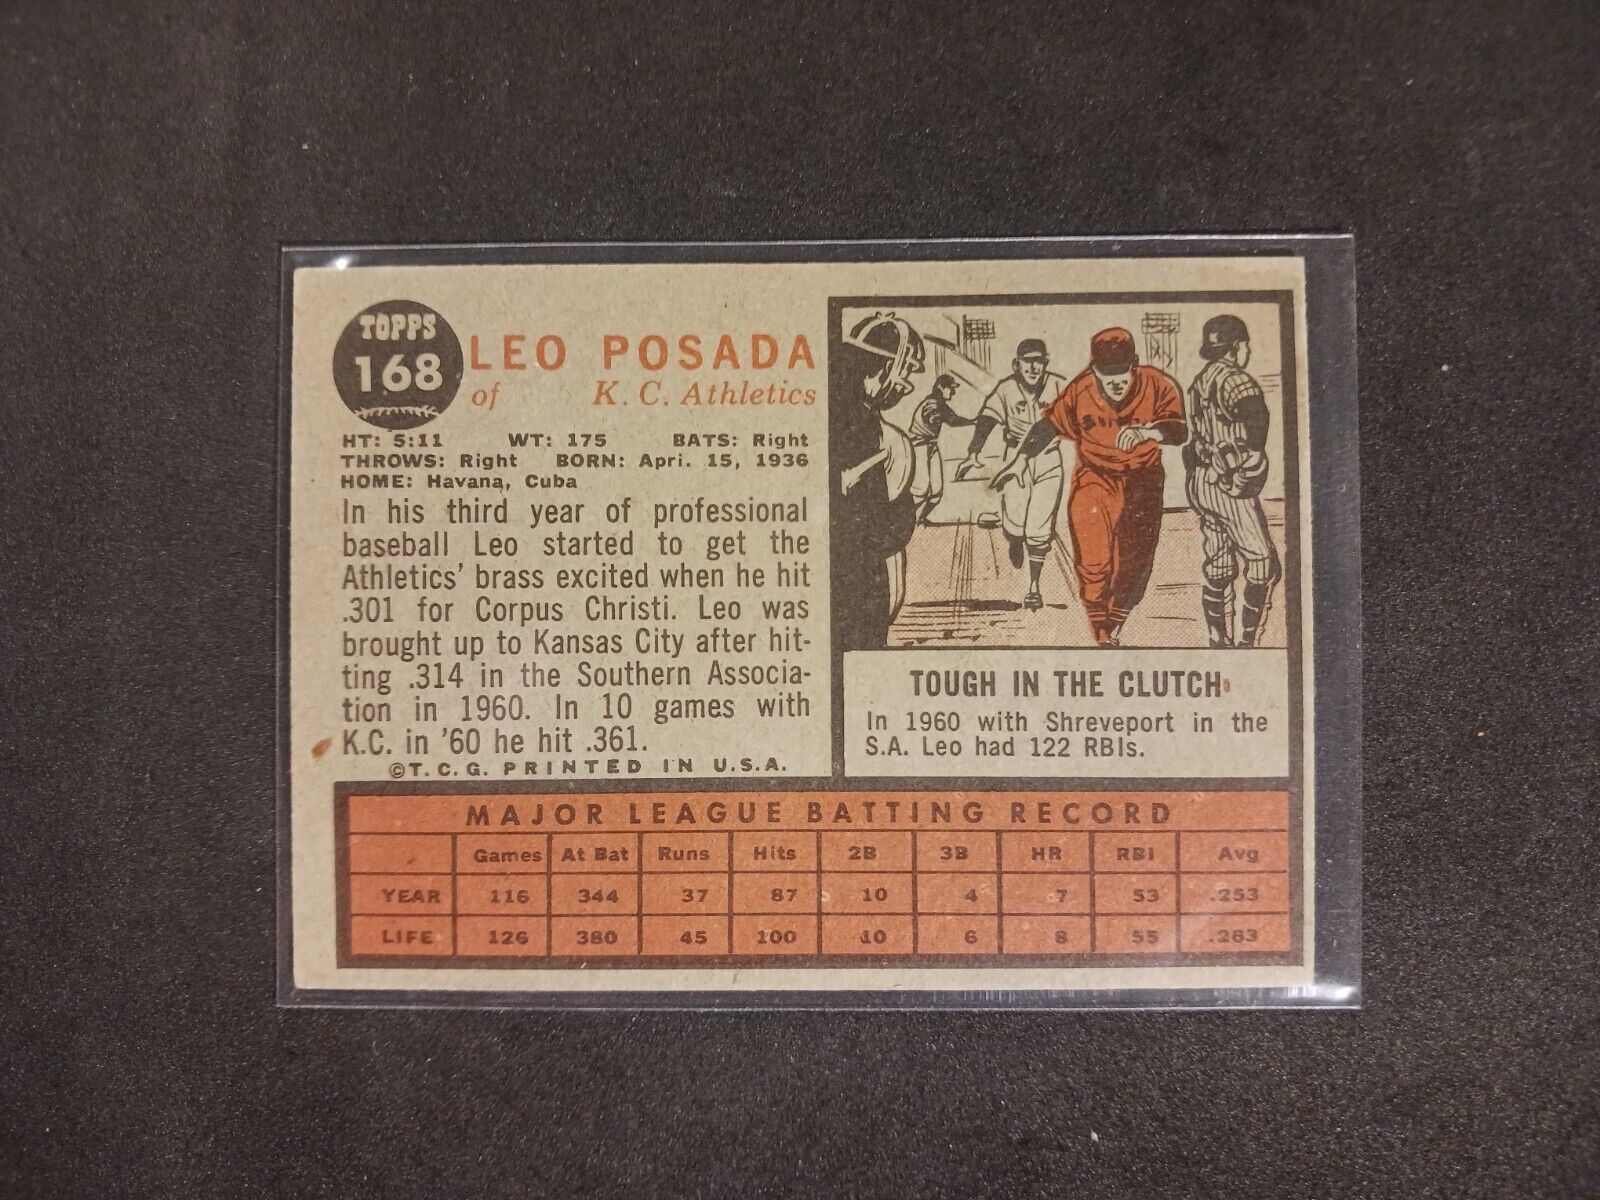 TOPPS
168
LEO POSADA
of K. C. Athletics
HT: 5:11 WT: 175 BATS: Right
THROWS: Right BORN: Apri. 15, 1936
HOME: Havana, Cuba
In his third year of professional
baseball Leo started to get the
Athletics' brass excited when he hit
.301 for Corpus Christi. Leo was
brought up to Kansas City after hit-
ting .314 in the Southern Associa-
tion in 1960. In 10 games with
K.C. in '60 he hit .361.
©T. C. G. PRINTED IN U.S.A.
TOUGH IN THE CLUTCH
In 1960 with Shreveport in the
S.A. Leo had 122 RBIs.
MAJOR LEAGUE BATTING RECORD
Games At Bat Runs Hits 2B 3B HR RBI Avg
YEAR 116 344 37 87 10 4 7 53 .253
LIFE 126 380 45 100 10 6 8 55 .263